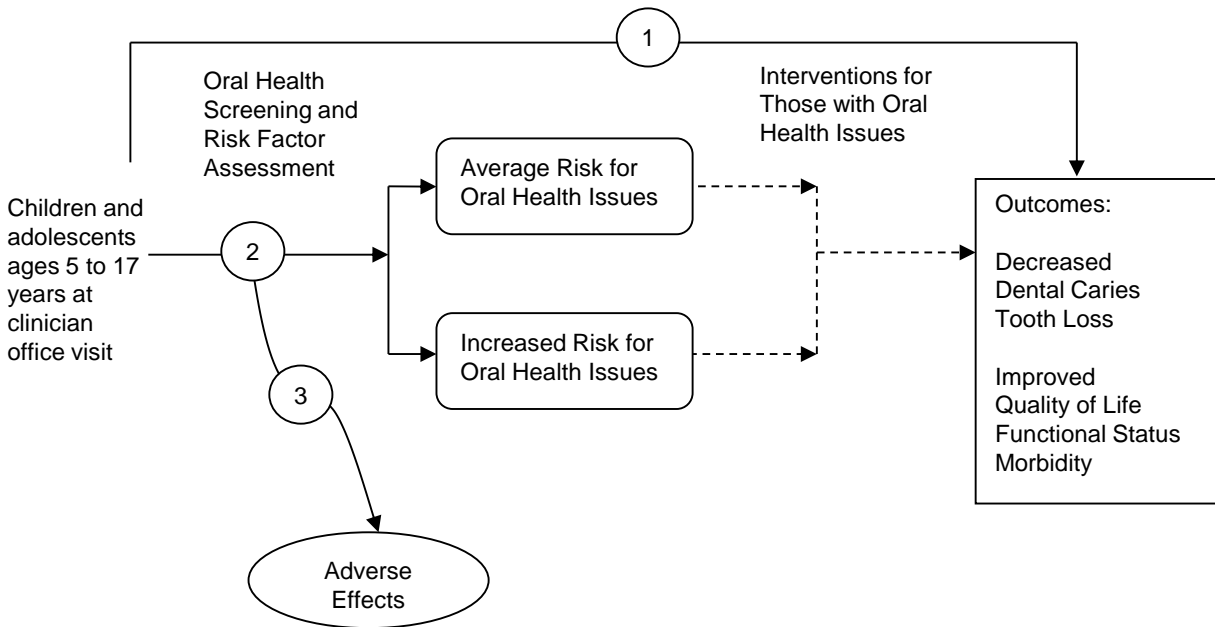 1
Oral Health
Screening and
Risk Factor
Assessment
Interventions for
Those with Oral
Health Issues
Children and
adolescents
ages 5 to 17
years at
clinician
office visit
2
Average Risk for
Oral Health Issues
Increased Risk for
Oral Health Issues
3
Adverse
Effects
Outcomes:
Decreased
Dental Caries
Tooth Loss
Improved
Quality of Life
Functional Status
Morbidity